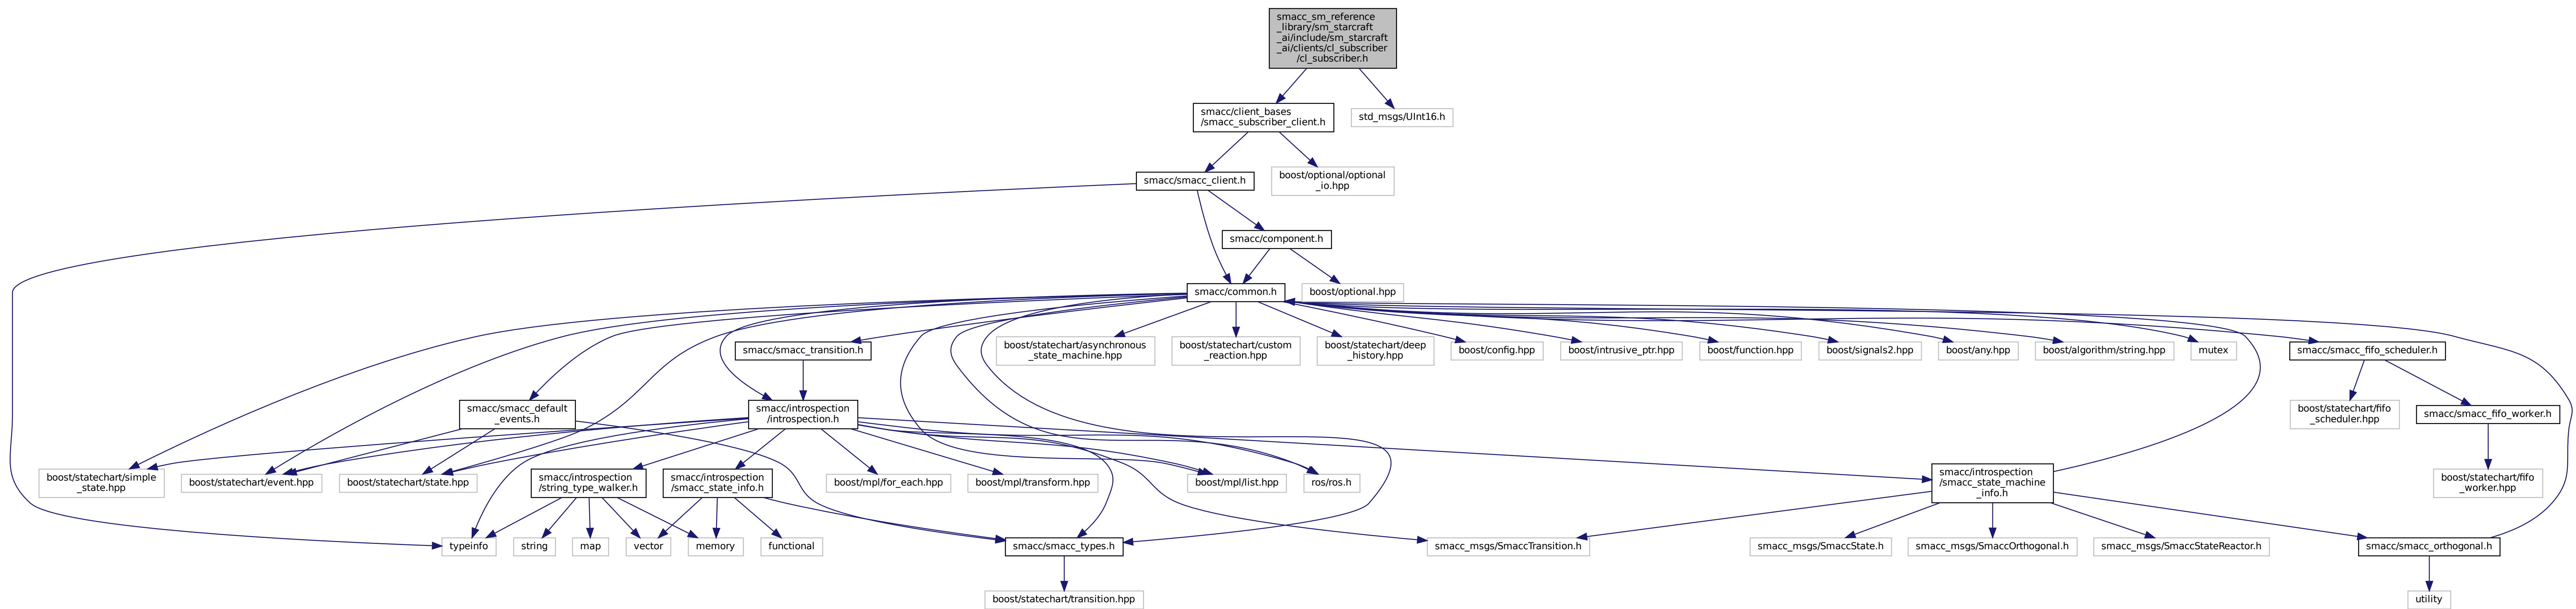 smacc_sm_reference
_library/sm_starcraft
_ai/include/sm_starcraft
_ai/clients/cl_subscriber
/cl_subscriber.h
smacc/client_bases
/smacc_subscriber_client.h
std_msgs/UInt16.h
smacc/smacc_client.h
boost/optional/optional
_io.hpp
smacc/component.h
smacc/common.h
boost/optional.hpp
smacc/smacc_transition.h
boost/statechart/asynchronous
_state_machine.hpp
boost/statechart/custom
_reaction.hpp
boost/statechart/deep
_history.hpp
boost/config.hpp
boost/intrusive_ptr.hpp
boost/function.hpp
boost/signals2.hpp
boost/any.hpp
boost/algorithm/string.hpp
mutex
smacc/smacc_fifo_scheduler.h
smacc/smacc_default
_events.h
smacc/introspection
/introspection.h
boost/statechart/fifo
_scheduler.hpp
smacc/smacc_fifo_worker.h
boost/statechart/simple
_state.hpp
boost/statechart/event.hpp
boost/statechart/state.hpp
smacc/introspection
/string_type_walker.h
smacc/introspection
/smacc_state_info.h
boost/mpl/for_each.hpp
boost/mpl/transform.hpp
boost/mpl/list.hpp
ros/ros.h
smacc/introspection
/smacc_state_machine
_info.h
boost/statechart/fifo
_worker.hpp
typeinfo
string
map
vector
memory
functional
smacc/smacc_types.h
smacc_msgs/SmaccTransition.h
smacc_msgs/SmaccState.h
smacc_msgs/SmaccOrthogonal.h
smacc_msgs/SmaccStateReactor.h
smacc/smacc_orthogonal.h
boost/statechart/transition.hpp
utility